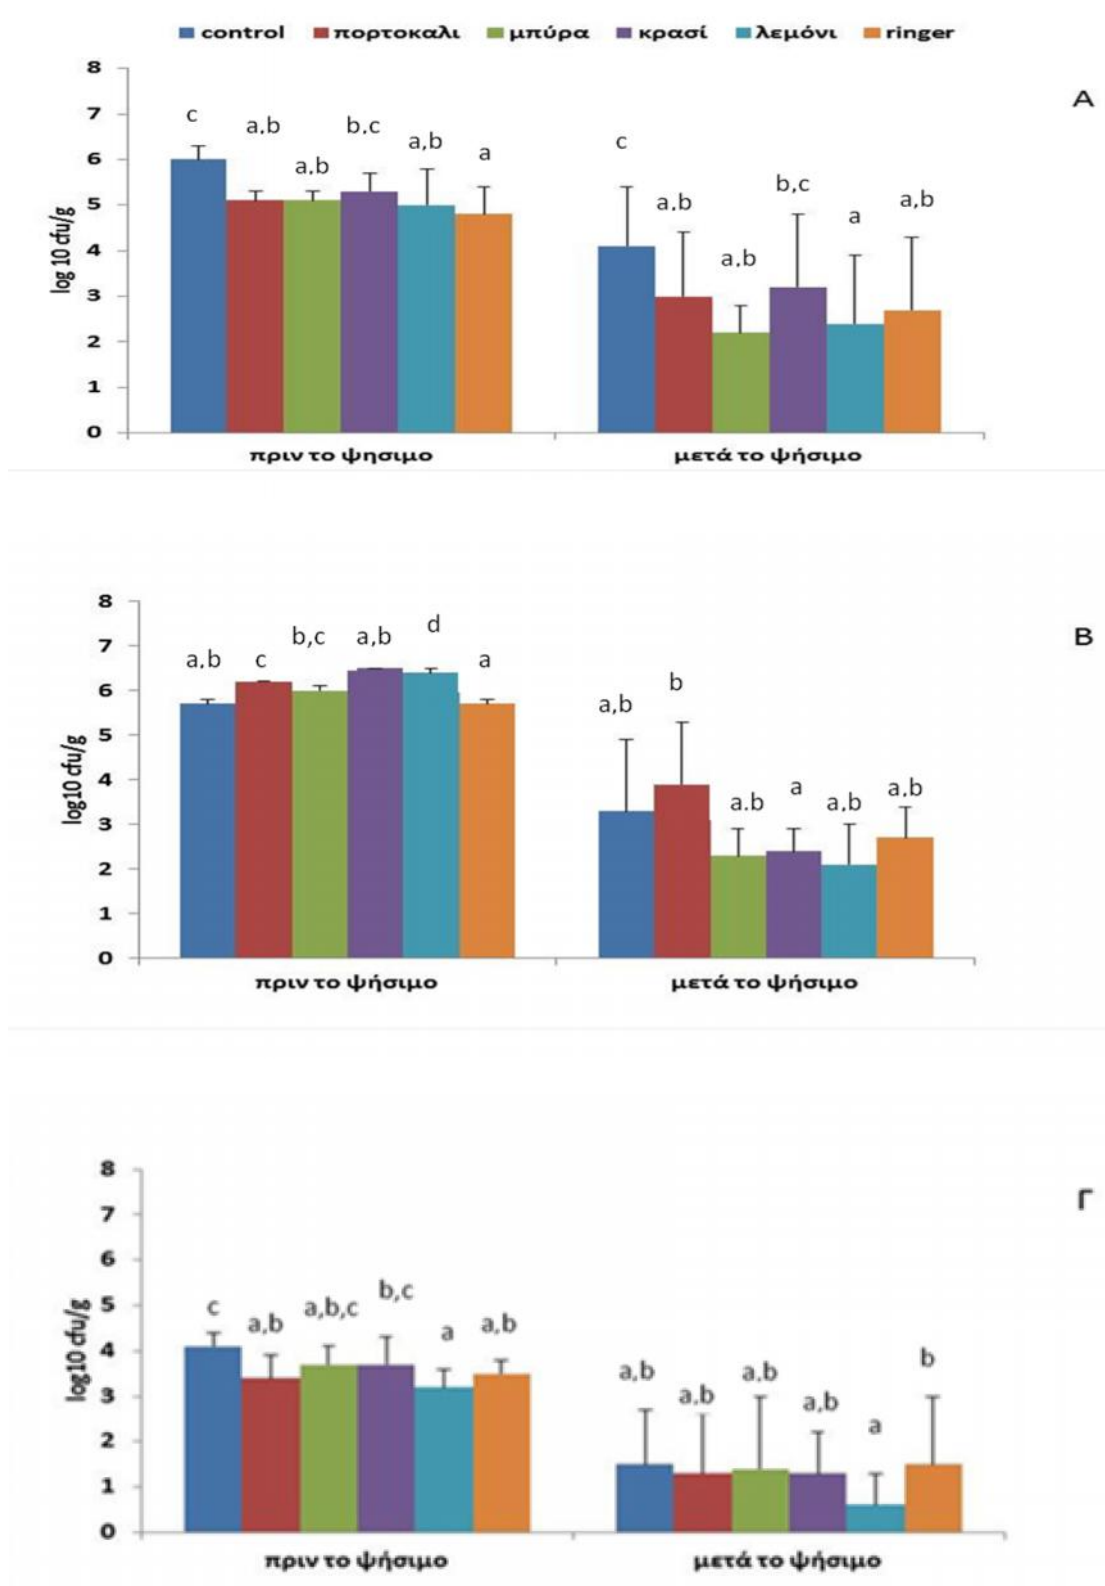 control πορτοκαλι μπύρα κρασί λεμόνι ringer
A
log 10 cfu/g
8
7
6
5
4
3
2
1
0
c a,b a,b b,c a,b a
c a,b a,b b,c a a,b
πριν το ψησιμο μετά το ψήσιμο
B
log10 cfu/g
8
7
6
5
4
3
2
1
0
a,b c b,c a,b d a
a,b b a.b a a,b a,b
πριν το ψήσιμο μετά το ψήσιμο
Γ
log10 cfu/g
8
7
6
5
4
3
2
1
0
c a,b a,b,c b,c a a,b
a,b a,b a,b a,b a b
πριν το ψήσιμο μετά το ψήσιμο